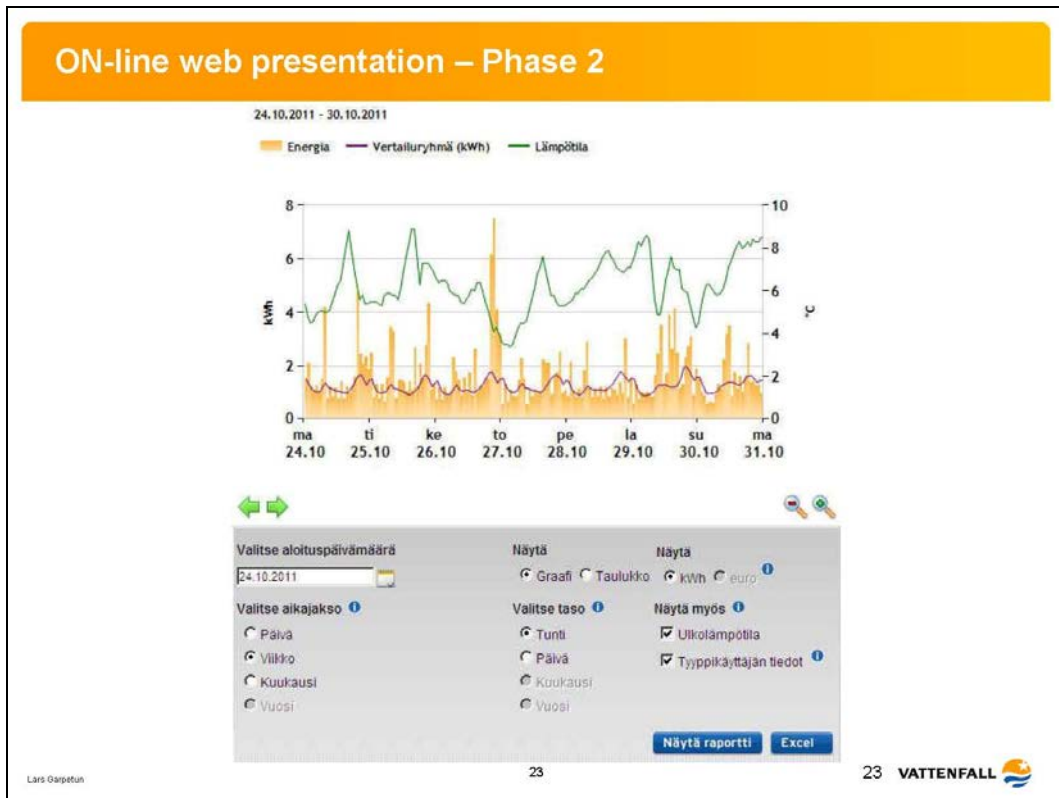 ON-line web presentation – Phase 2
24.10.2011 - 30.10.2011
Energia Vertailuryhmä (kWh) Lämpötila
8 10
8
6
6
4
4
2 2
0 0
kWh
°C
ma ti ke to pe la su ma
24.10 25.10 26.10 27.10 28.10 29.10 30.10 31.10
Valitse aloituspäivämäärä Näytä Näytä
24.10.2011 Graafi Taulukko kWh euro
Valitse aikajakso Valitse taso Näytä myös
Päivä Tunti Ulkolämpötila
Viikko Päivä Tyyppikäyttäjän tiedot
Kuukausi Kuukausi
Vuosi Vuosi
Näytä raportti Excel
Lars Garpetun 23 23 VATTENFALL